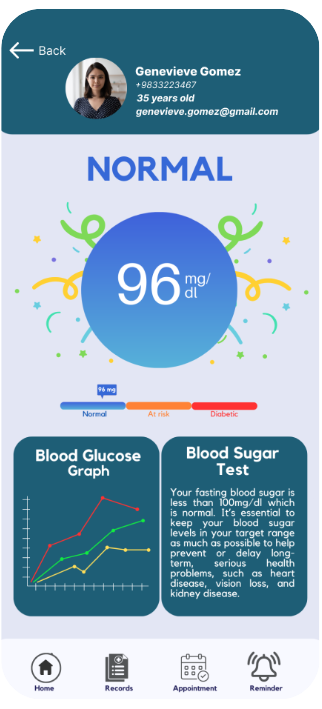 Back
Genevieve Gomez
+9833223467
35 years old
genevieve.gomez@gmail.com
NORMAL
96 mg/
dl
96 mg
Normal At risk Diabetic
Blood Glucose
Graph
Blood Sugar
Test
Your fasting blood sugar is
less than 100mg/dl which
is normal. It's essential to
keep your blood sugar
levels in your target range
as much as possible to help
prevent or delay long-
term, serious health
problems, such as heart
disease, vision loss, and
kidney disease.
Home Records Appointment Reminder